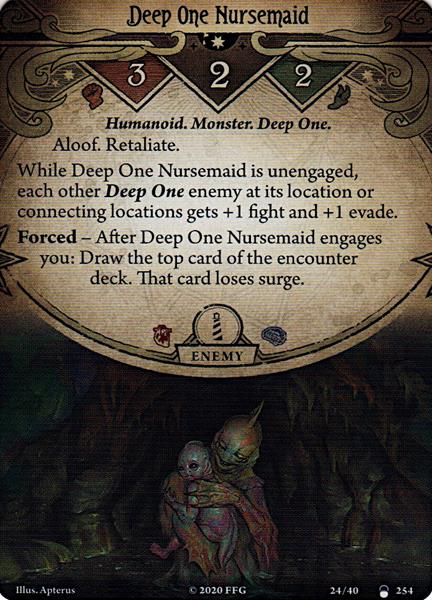 Deep One Nursemaid
3 2 2
Humanoid. Monster. Deep One.
Aloof. Retaliate.
While Deep One Nursemaid is unengaged,
each other Deep One enemy at its location or
connecting locations gets +1 fight and +1 evade.
Forced – After Deep One Nursemaid engages
you: Draw the top card of the encounter
deck. That card loses surge.
ENEMY
Illus. Apterus © 2020 FFG 24/40 254